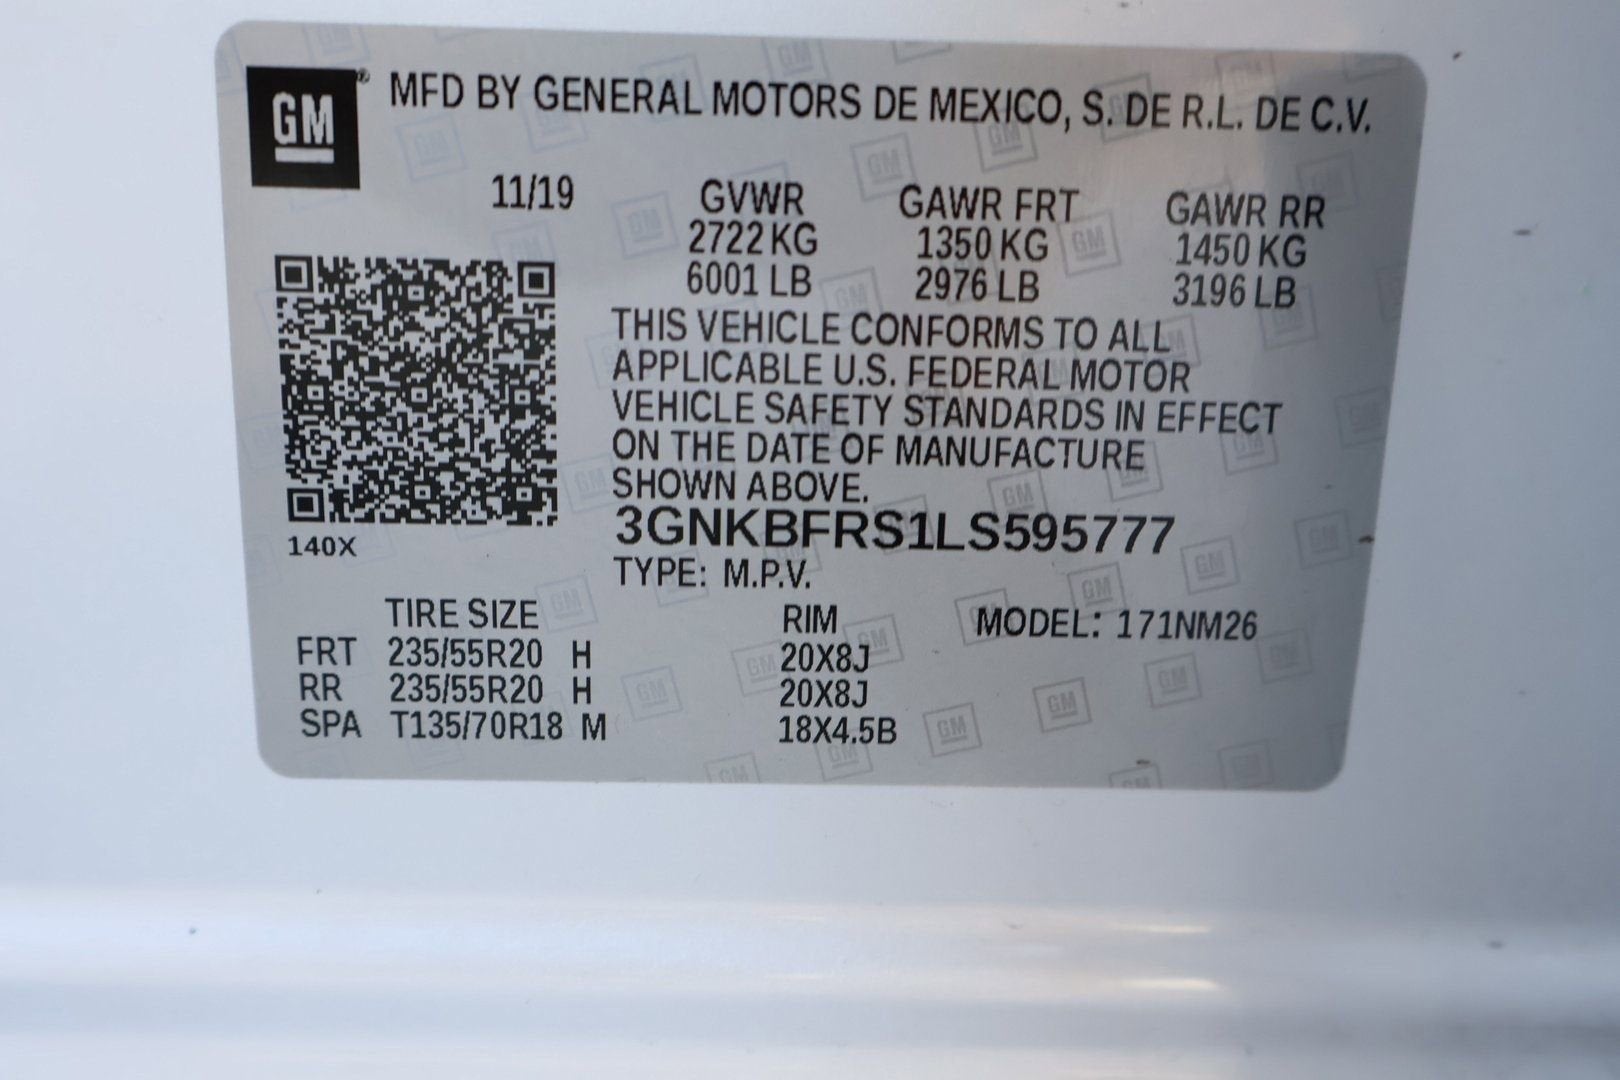 GM® MFD BY GENERAL MOTORS DE MEXICO, S. DE R.L. DE C.V.
11/19 GVWR GAWR FRT GAWR RR
2722 KG 1350 KG 1450 KG
6001 LB 2976 LB 3196 LB
THIS VEHICLE CONFORMS TO ALL
APPLICABLE U.S. FEDERAL MOTOR
VEHICLE SAFETY STANDARDS IN EFFECT
ON THE DATE OF MANUFACTURE
SHOWN ABOVE.
3GNKBFRS1LS595777
140X
TYPE: M.P.V.
TIRE SIZE RIM MODEL: 171NM26
FRT 235/55R20 H 20X8J
RR 235/55R20 H 20X8J
SPA T135/70R18 M 18X4.5B